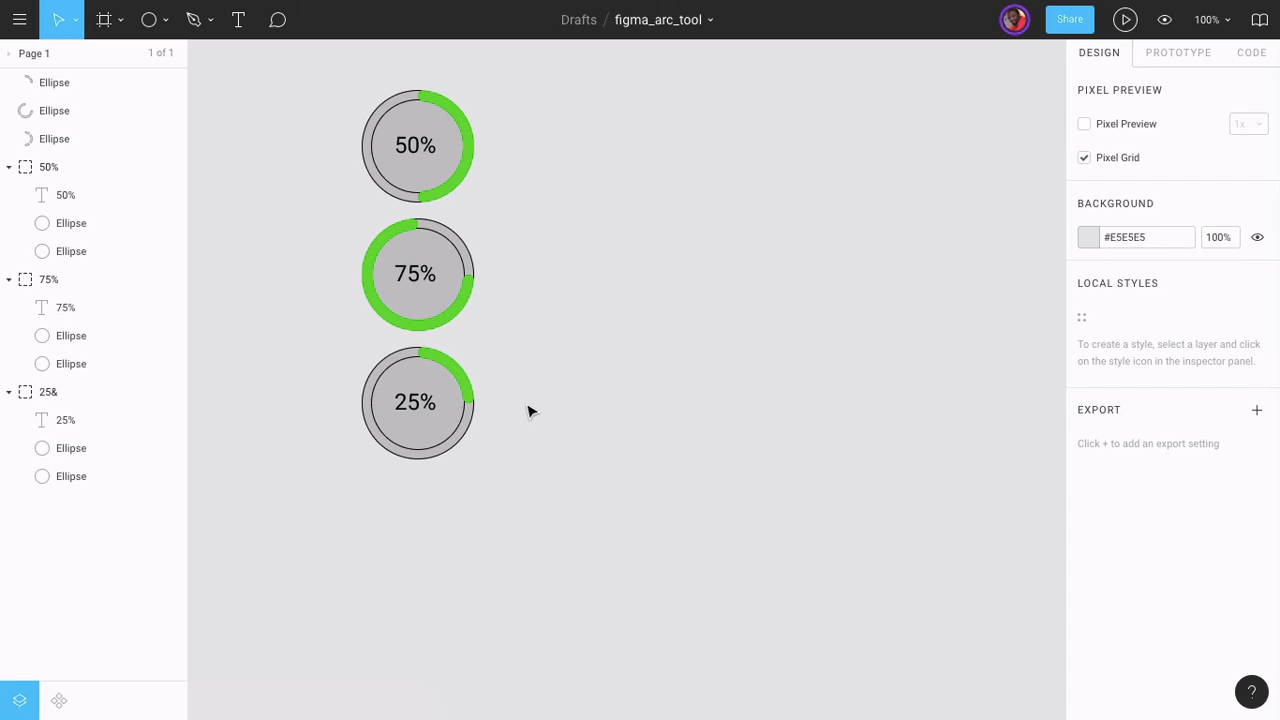 Drafts / figma_arc_tool
Share
100%
Page 1
1 of 1
DESIGN
PROTOTYPE
CODE
Ellipse
Ellipse
Ellipse
50%
50%
Ellipse
Ellipse
75%
75%
Ellipse
Ellipse
25&
25%
Ellipse
Ellipse
50%
75%
25%
PIXEL PREVIEW
Pixel Preview
1x
Pixel Grid
BACKGROUND
#E5E5E5
100%
LOCAL STYLES
To create a style, select a layer and click
on the style icon in the inspector panel.
EXPORT
Click + to add an export setting
?